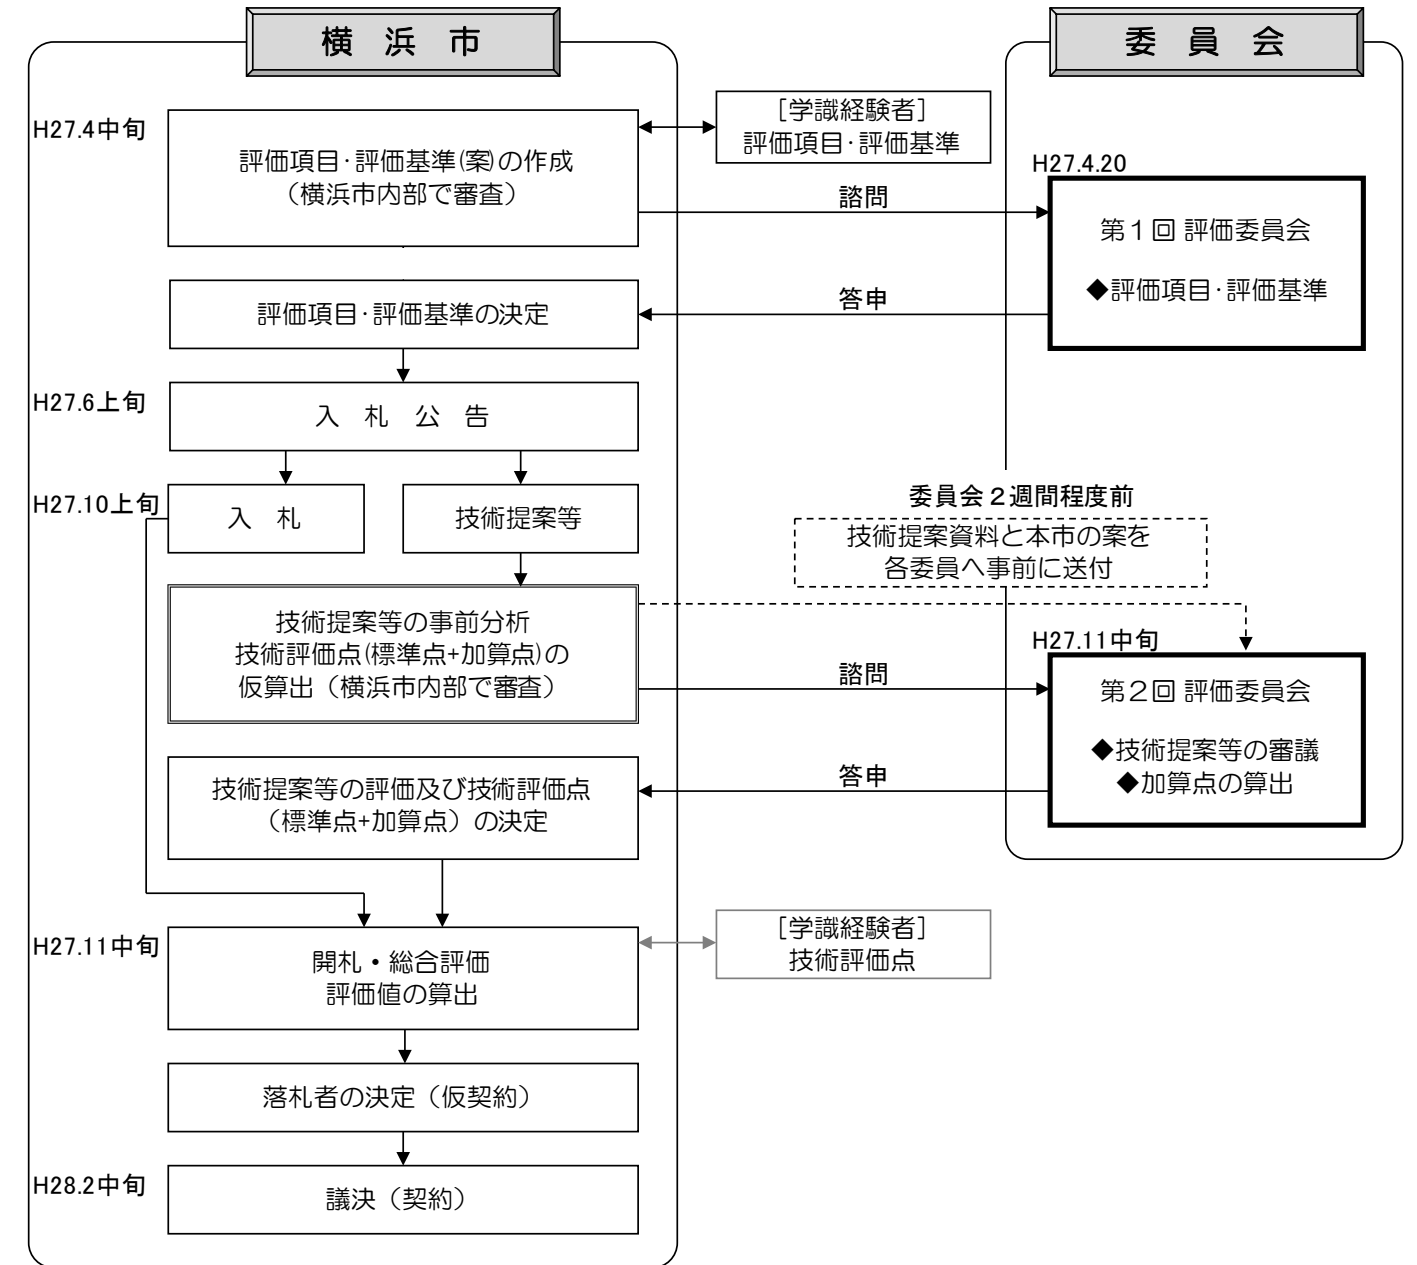 横 浜 市
委 員 会
H27.4中旬
評価項目･評価基準(案)の作成
（横浜市内部で審査）
［学識経験者］
評価項目･評価基準
諮問
H27.4.20
第１回 評価委員会
◆評価項目･評価基準
答申
評価項目･評価基準の決定
H27.6上旬
入 札 公 告
H27.10上旬
入 札
技術提案等
委員会２週間程度前
技術提案資料と本市の案を
各委員へ事前に送付
技術提案等の事前分析
技術評価点(標準点+加算点)の
仮算出（横浜市内部で審査）
諮問
H27.11中旬
第２回 評価委員会
◆技術提案等の審議
◆加算点の算出
答申
技術提案等の評価及び技術評価点
（標準点+加算点）の決定
H27.11中旬
開札・総合評価
評価値の算出
［学識経験者］
技術評価点
落札者の決定（仮契約）
H28.2中旬
議決（契約）